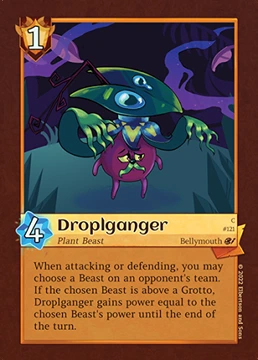 1
4
Droplganger
C
#121
Plant Beast
Bellymouth
When attacking or defending, you may
choose a Beast on an opponent's team.
If the chosen Beast is above a Grotto,
Droplganger gains power equal to the
chosen Beast's power until the end of
the turn.
© 2022 Elbertson and Sons